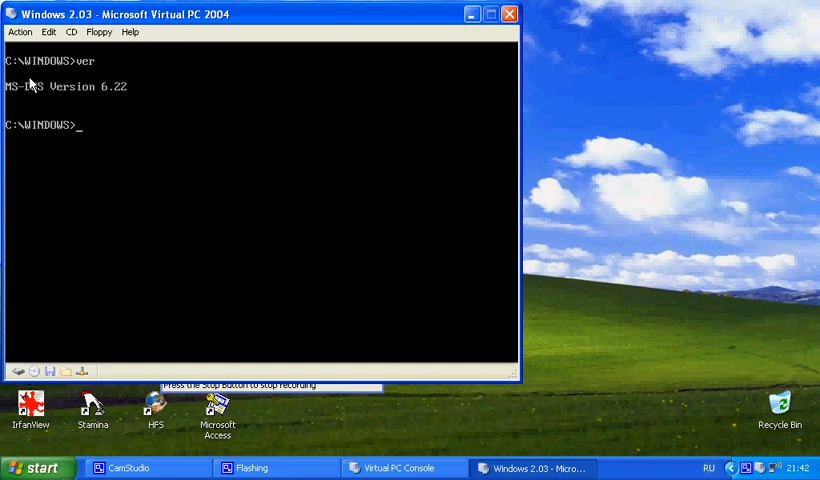 Windows 2.03 - Microsoft Virtual PC 2004
Action Edit CD Floppy Help
C:\WINDOWS>ver
MS-DOS Version 6.22
C:\WINDOWS>_
Press the Stop Button to stop recording
IrfanView Stamina HFS Microsoft Access Recycle Bin
start CamStudio Flashing Virtual PC Console Windows 2.03 - Micro... RU 21:42